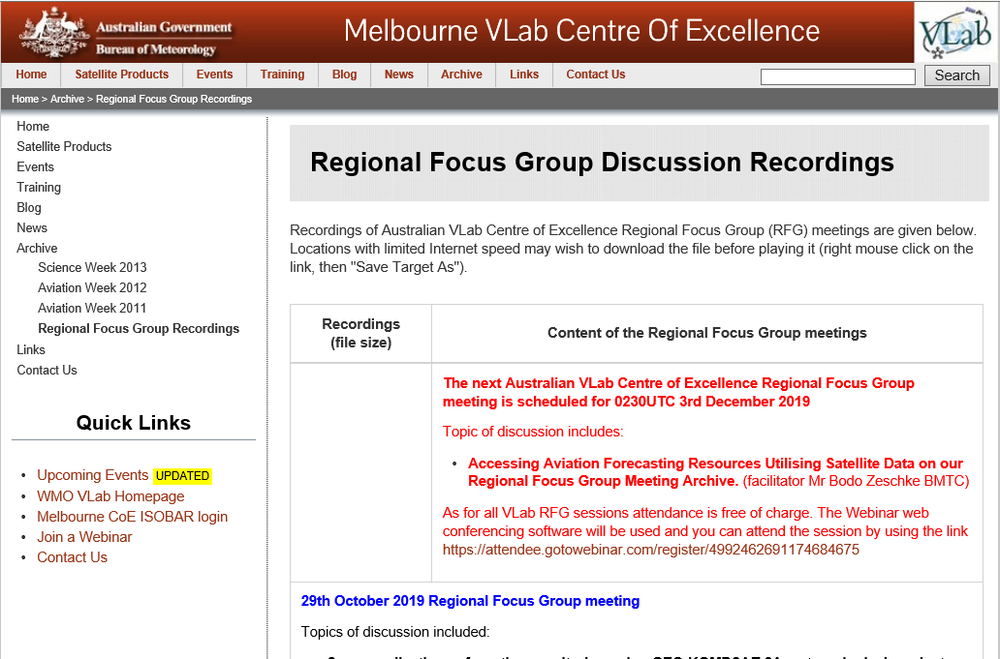 Australian Government
Bureau of Meteorology
Melbourne VLab Centre Of Excellence
VLab
Home Satellite Products Events Training Blog News Archive Links Contact Us Search
Home > Archive > Regional Focus Group Recordings
Home
Satellite Products
Events
Training
Blog
News
Archive
Science Week 2013
Aviation Week 2012
Aviation Week 2011
Regional Focus Group Recordings
Links
Contact Us
Quick Links
• Upcoming Events UPDATED
• WMO VLab Homepage
• Melbourne CoE ISOBAR login
• Join a Webinar
• Contact Us
Regional Focus Group Discussion Recordings
Recordings of Australian VLab Centre of Excellence Regional Focus Group (RFG) meetings are given below.
Locations with limited Internet speed may wish to download the file before playing it (right mouse click on the
link, then "Save Target As").
Recordings
(file size)
Content of the Regional Focus Group meetings
The next Australian VLab Centre of Excellence Regional Focus Group
meeting is scheduled for 0230UTC 3rd December 2019
Topic of discussion includes:
• Accessing Aviation Forecasting Resources Utilising Satellite Data on our
Regional Focus Group Meeting Archive. (facilitator Mr Bodo Zeschke BMTC)
As for all VLab RFG sessions attendance is free of charge. The Webinar web
conferencing software will be used and you can attend the session by using the link
https://attendee.gotowebinar.com/register/4992462691174684675
29th October 2019 Regional Focus Group meeting
Topics of discussion included: